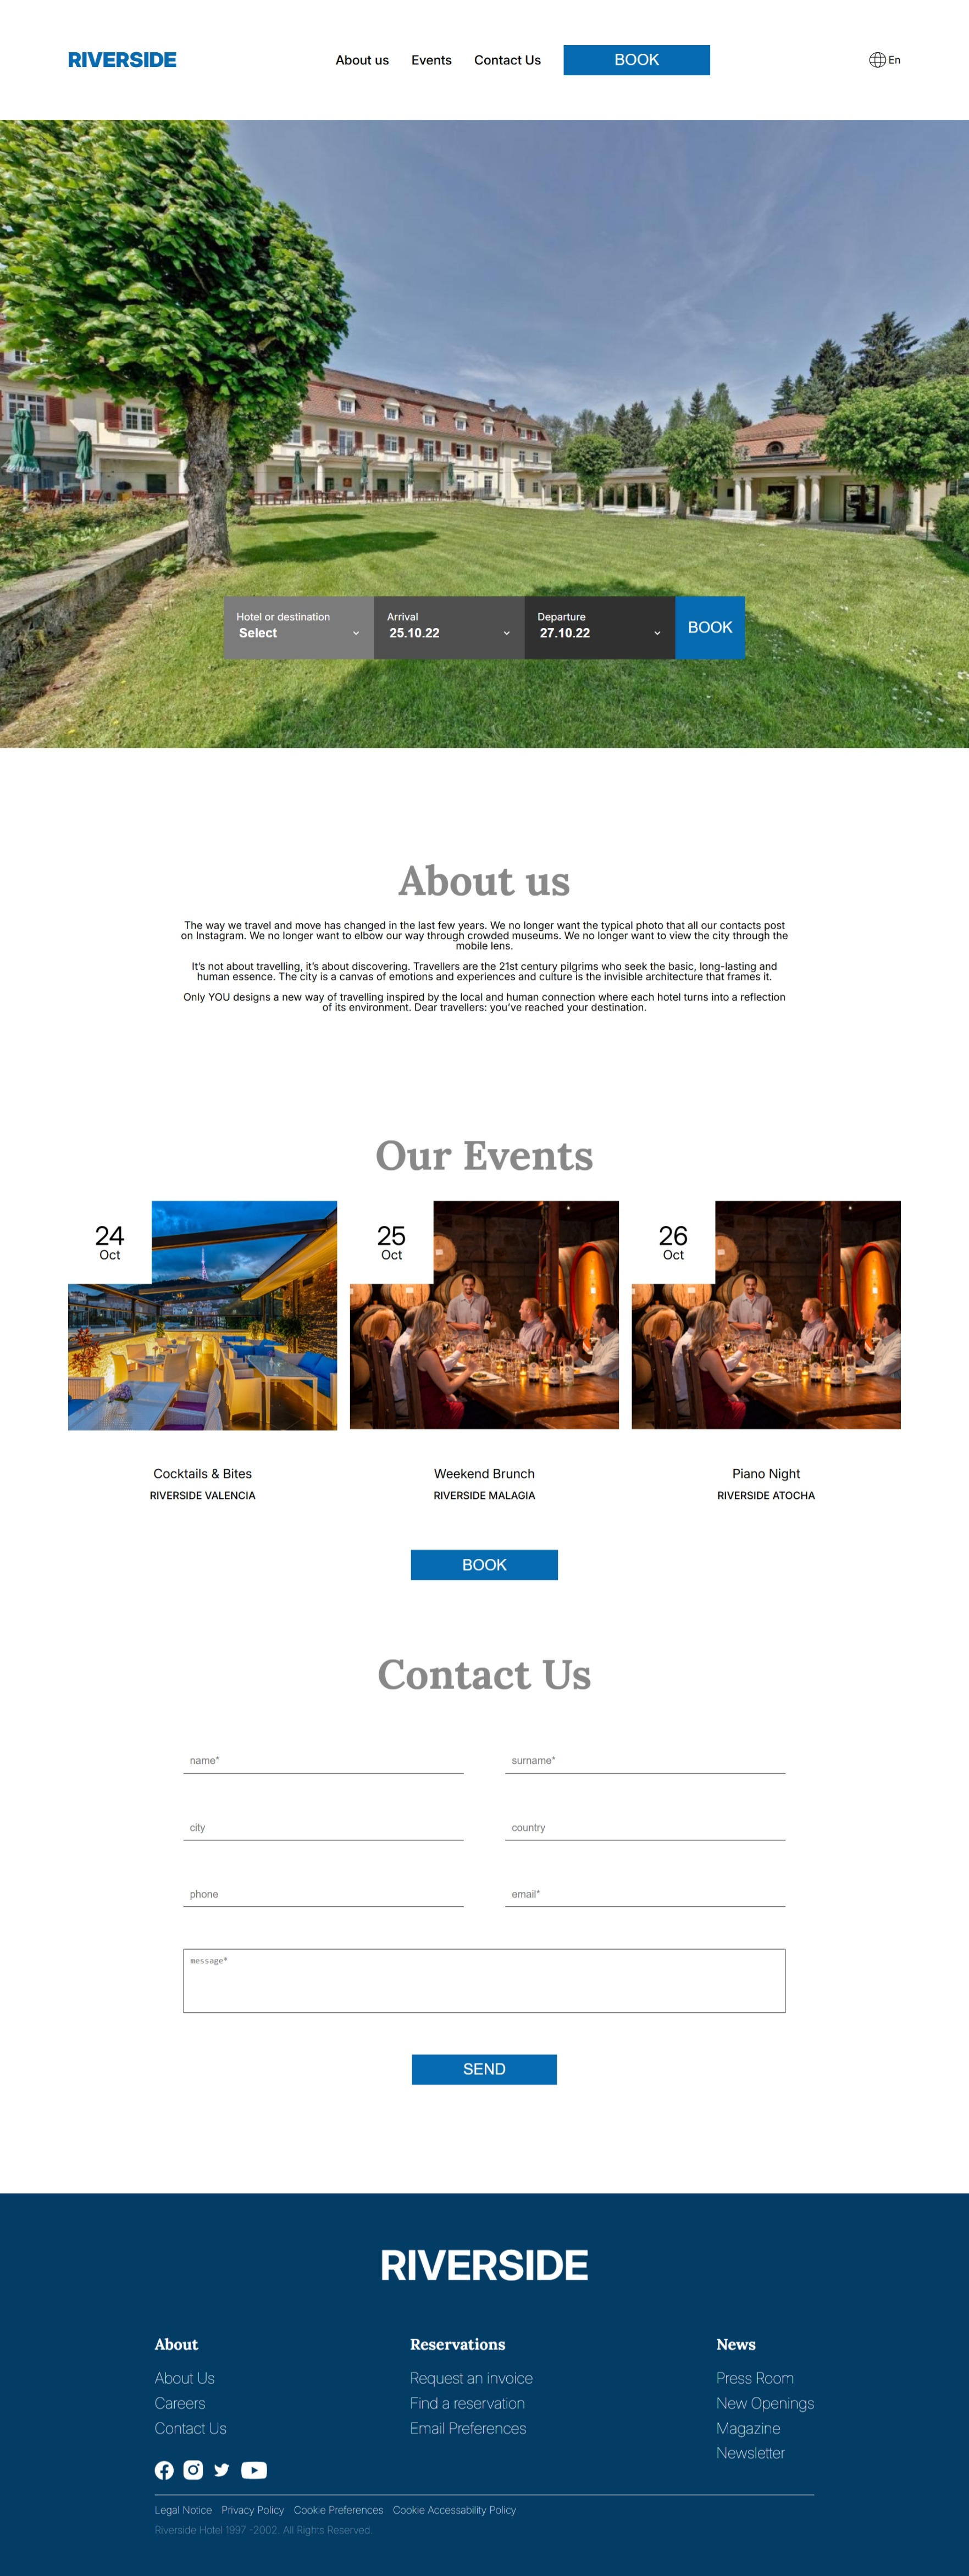 RIVERSIDE
About us Events Contact Us BOOK En
Hotel or destination Arrival Departure
Select 25.10.22 27.10.22 BOOK
About us
The way we travel and move has changed in the last few years. We no longer want the typical photo that all our contacts post
on Instagram. We no longer want to elbow our way through crowded museums. We no longer want to view the city through the
mobile lens.
It's not about travelling, it's about discovering. Travellers are the 21st century pilgrims who seek the basic, long-lasting and
human essence. The city is a canvas of emotions and experiences and culture is the invisible architecture that frames it.
Only YOU designs a new way of travelling inspired by the local and human connection where each hotel turns into a reflection
of its environment. Dear travellers: you've reached your destination.
Our Events
24 25 26
Oct Oct Oct
Cocktails & Bites Weekend Brunch Piano Night
RIVERSIDE VALENCIA RIVERSIDE MALAGIA RIVERSIDE ATOCHA
BOOK
Contact Us
name* surname*
city country
phone email*
message*
SEND
RIVERSIDE
About Reservations News
About Us Request an invoice Press Room
Careers Find a reservation New Openings
Contact Us Email Preferences Magazine
Newsletter
Legal Notice Privacy Policy Cookie Preferences Cookie Accessability Policy
Riverside Hotel 1997 -2002. All Rights Reserved.